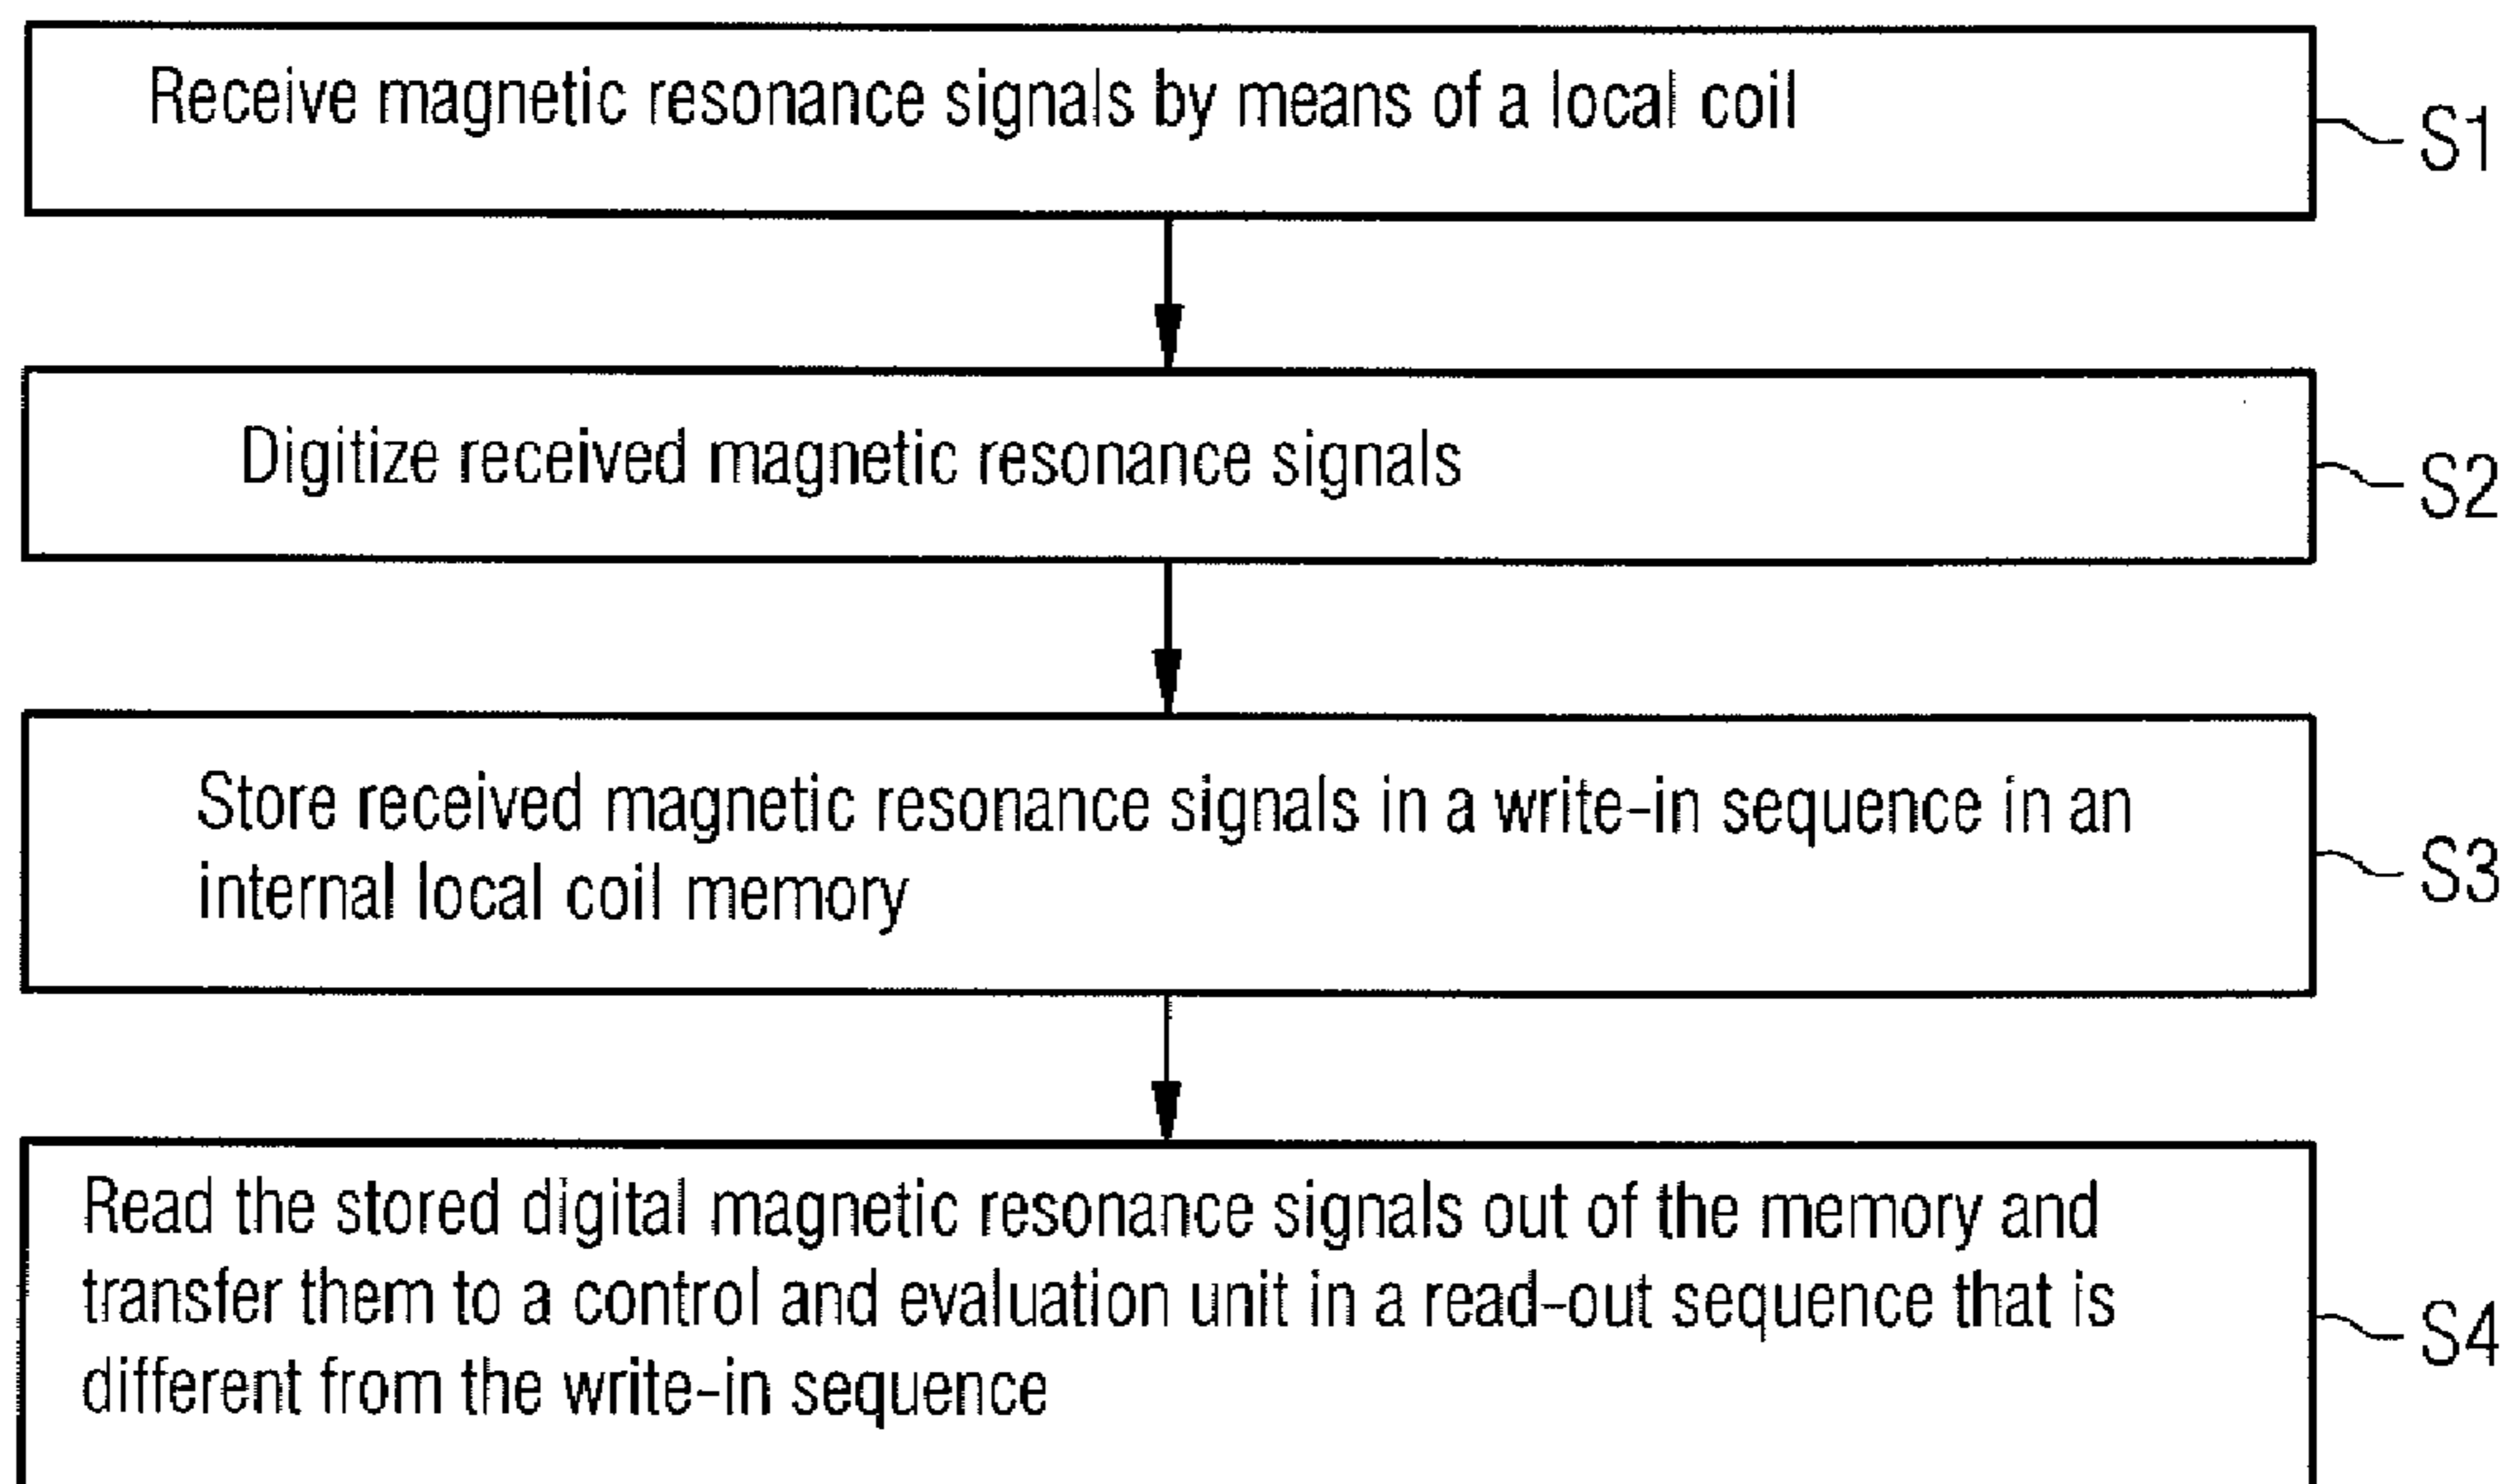 Receive magnetic resonance signals by means of a local coil
S1
Digitize received magnetic resonance signals
S2
Store received magnetic resonance signals in a write-in sequence in an
internal local coil memory
S3
Read the stored digital magnetic resonance signals out of the memory and
transfer them to a control and evaluation unit in a read-out sequence that is
different from the write-in sequence
S4